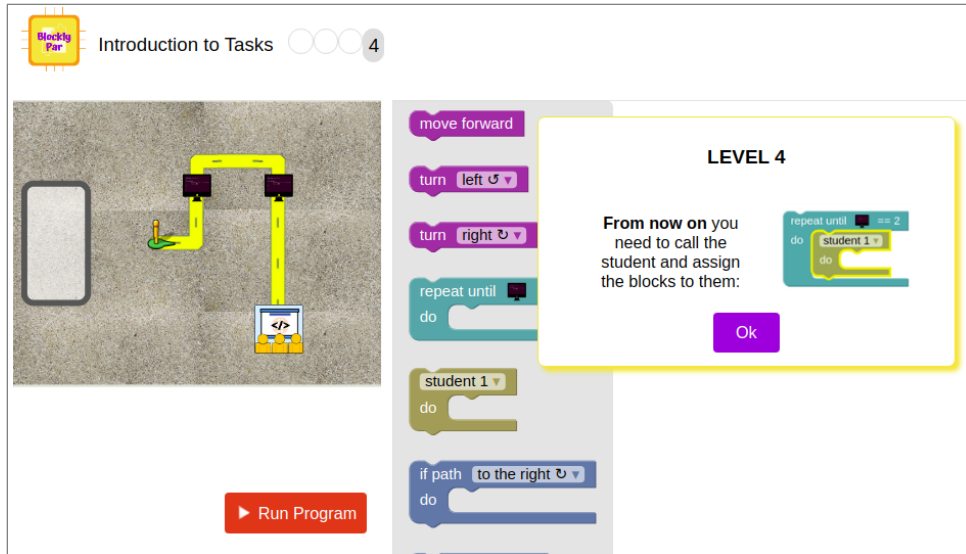 Blockly
Par
Introduction to Tasks 4
move forward
turn left ↺ ▾
turn right ↻ ▾
repeat until
do
student 1 ▾
do
if path to the right ↻ ▾
do
</>
Run Program
LEVEL 4
From now on you
need to call the
student and assign
the blocks to them:
repeat until == 2
do student 1 ▾
do
Ok